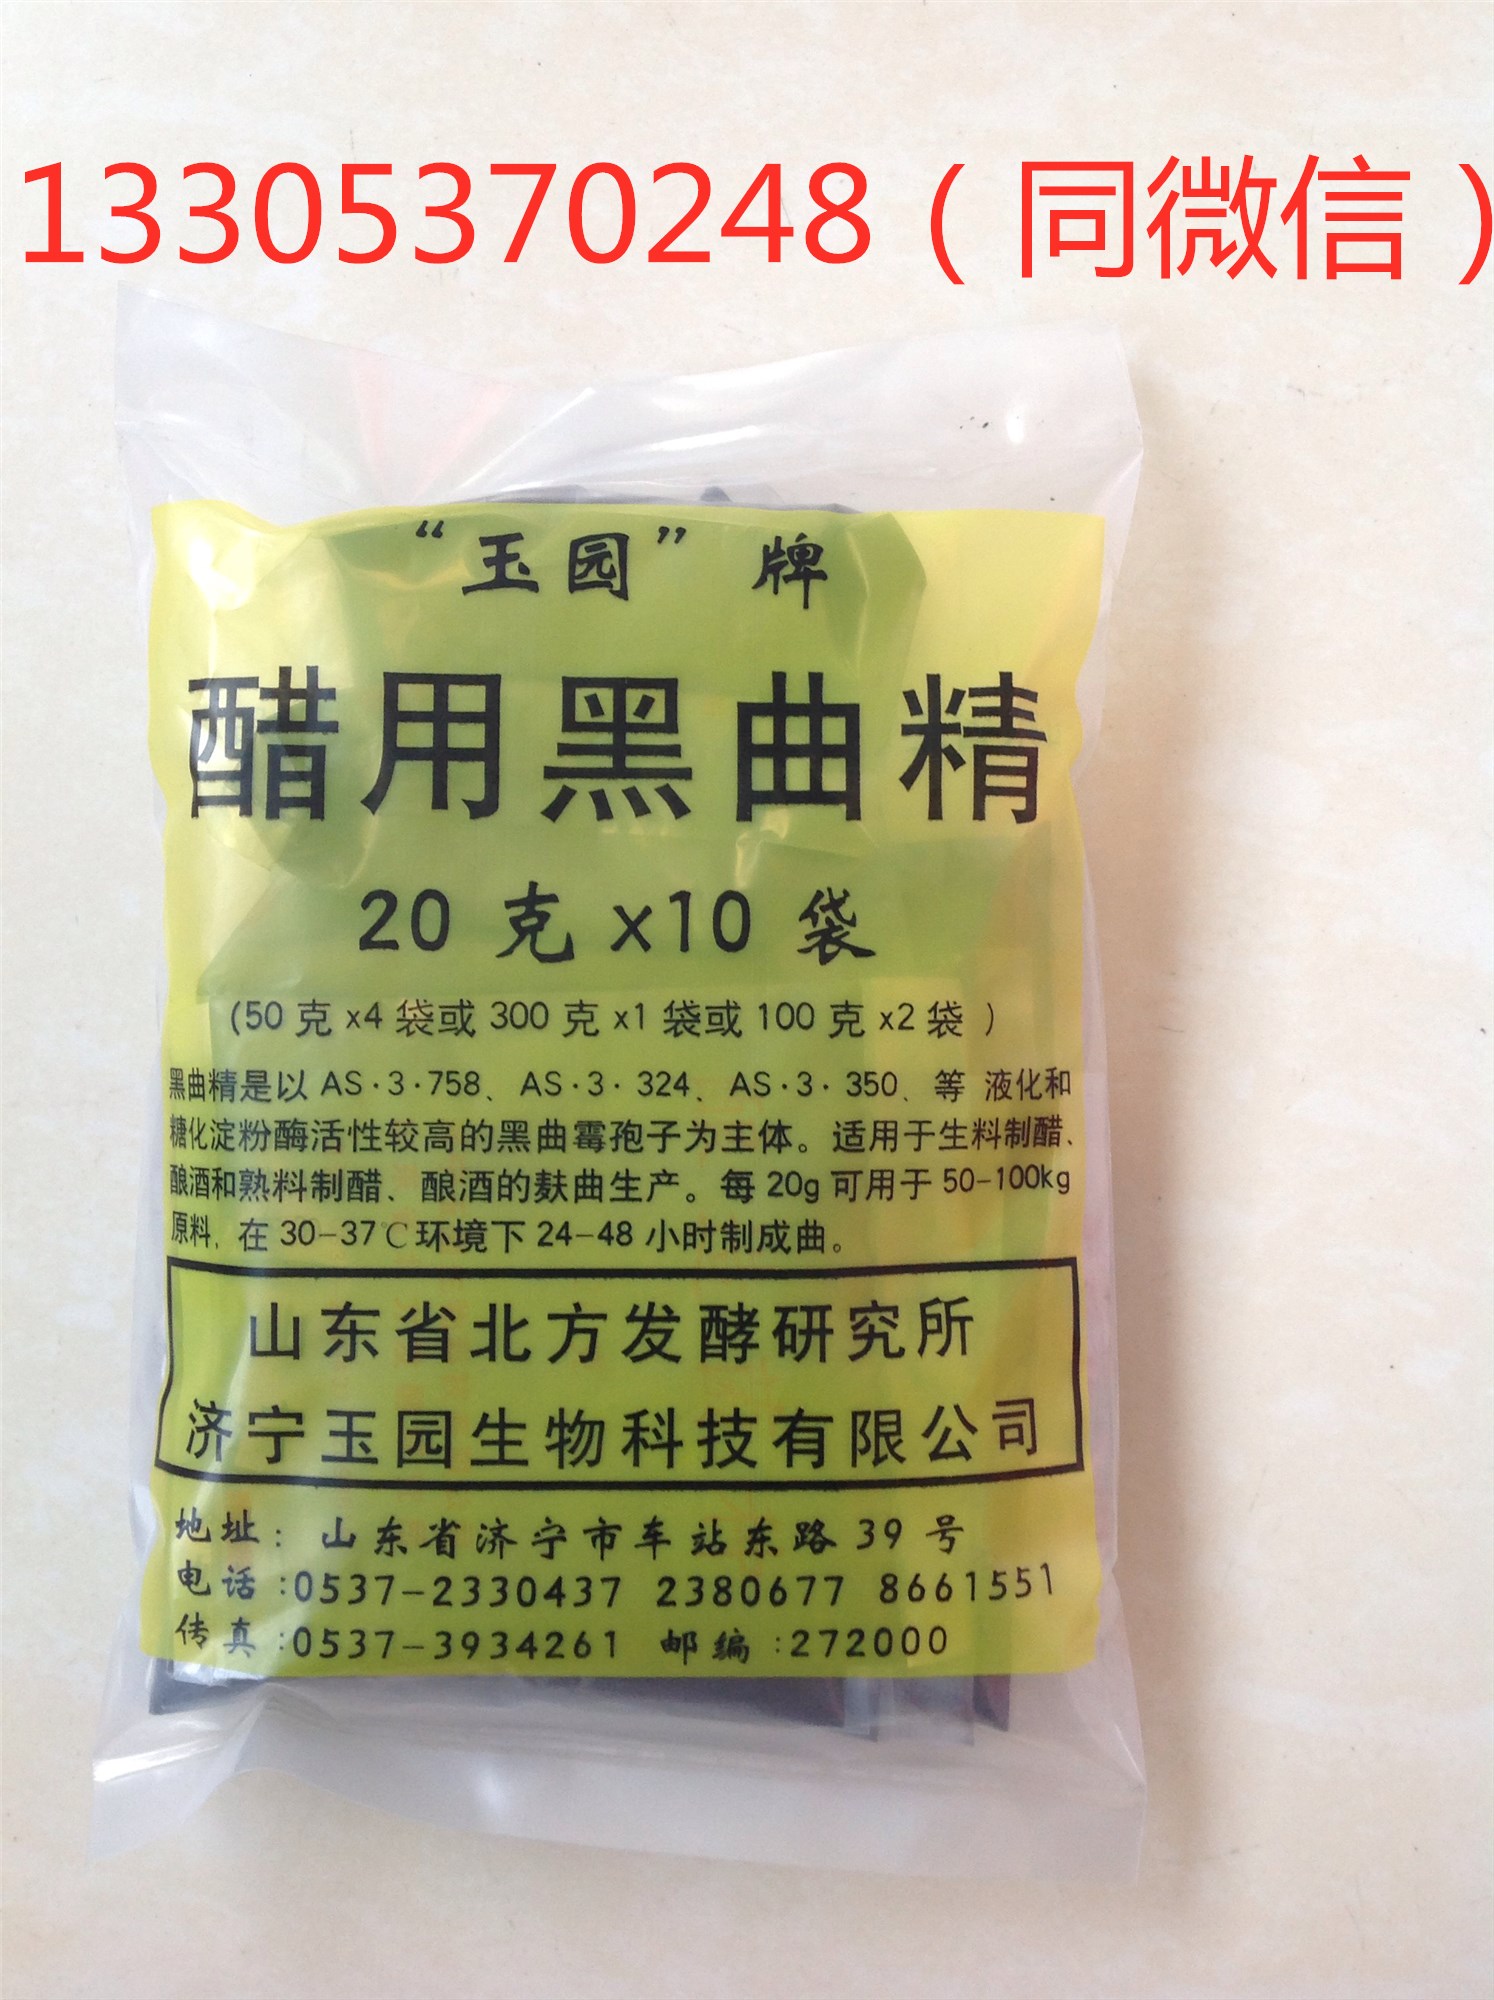 13305370248（同微信）
“玉园”牌
醋用黑曲精
20克x10袋
(50克x4袋或300克x1袋或100克x2袋）
黑曲精是以AS·3·758、AS·3·324、AS·3·350、等 液化和
糖化淀粉酶活性较高的黑曲霉孢子为主体。适用于生料制醋、
酿酒和熟料制醋、酿酒的麸曲生产。每20g可用于50-100kg
原料，在30-37℃环境下24-48小时制成曲。
山东省北方发酵研究所
济宁玉园生物科技有限公司
地址：山东省济宁市车站东路39号
电话:0537-2330437 2380677 8661551
传真:0537-3934261 邮编:272000